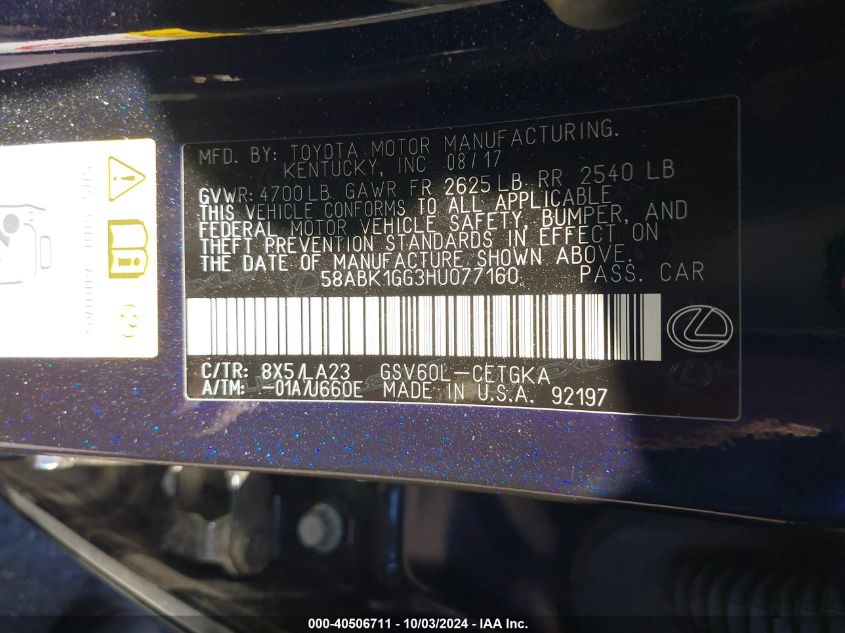 MFD. BY: TOYOTA MOTOR MANUFACTURING.
KENTUCKY, INC 08/17
GVWR: 4700LB GAWR FR 2625 LB RR 2540 LB
THIS VEHICLE CONFORMS TO ALL APPLICABLE
FEDERAL MOTOR VEHICLE SAFETY, BUMPER, AND
THEFT PREVENTION STANDARDS IN EFFECT ON
THE DATE OF MANUFACTURE SHOWN ABOVE.
58ABK1GG3HU077160 PASS. CAR
C/TR: 8X5/LA23 GSV60L-CETGKA
A/TM: -01A/U660E MADE IN U.S.A. 92197
(2)
000-40506711 - 10/03/2024 - IAA Inc.